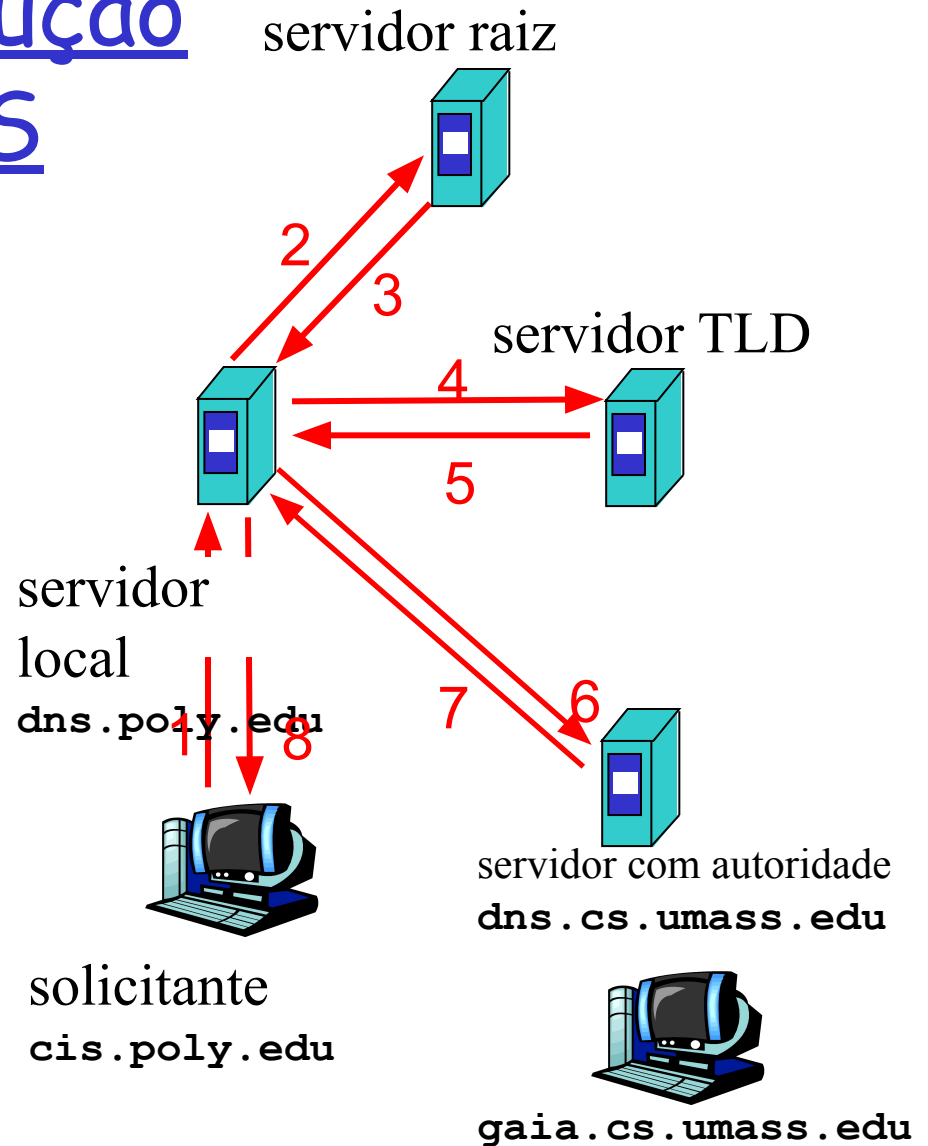 servidor raiz
2
3
servidor TLD
4
5
servidor
local
dns.poly.edu
1
8
7
6
servidor com autoridade
dns.cs.umass.edu
solicitante
cis.poly.edu
gaia.cs.umass.edu